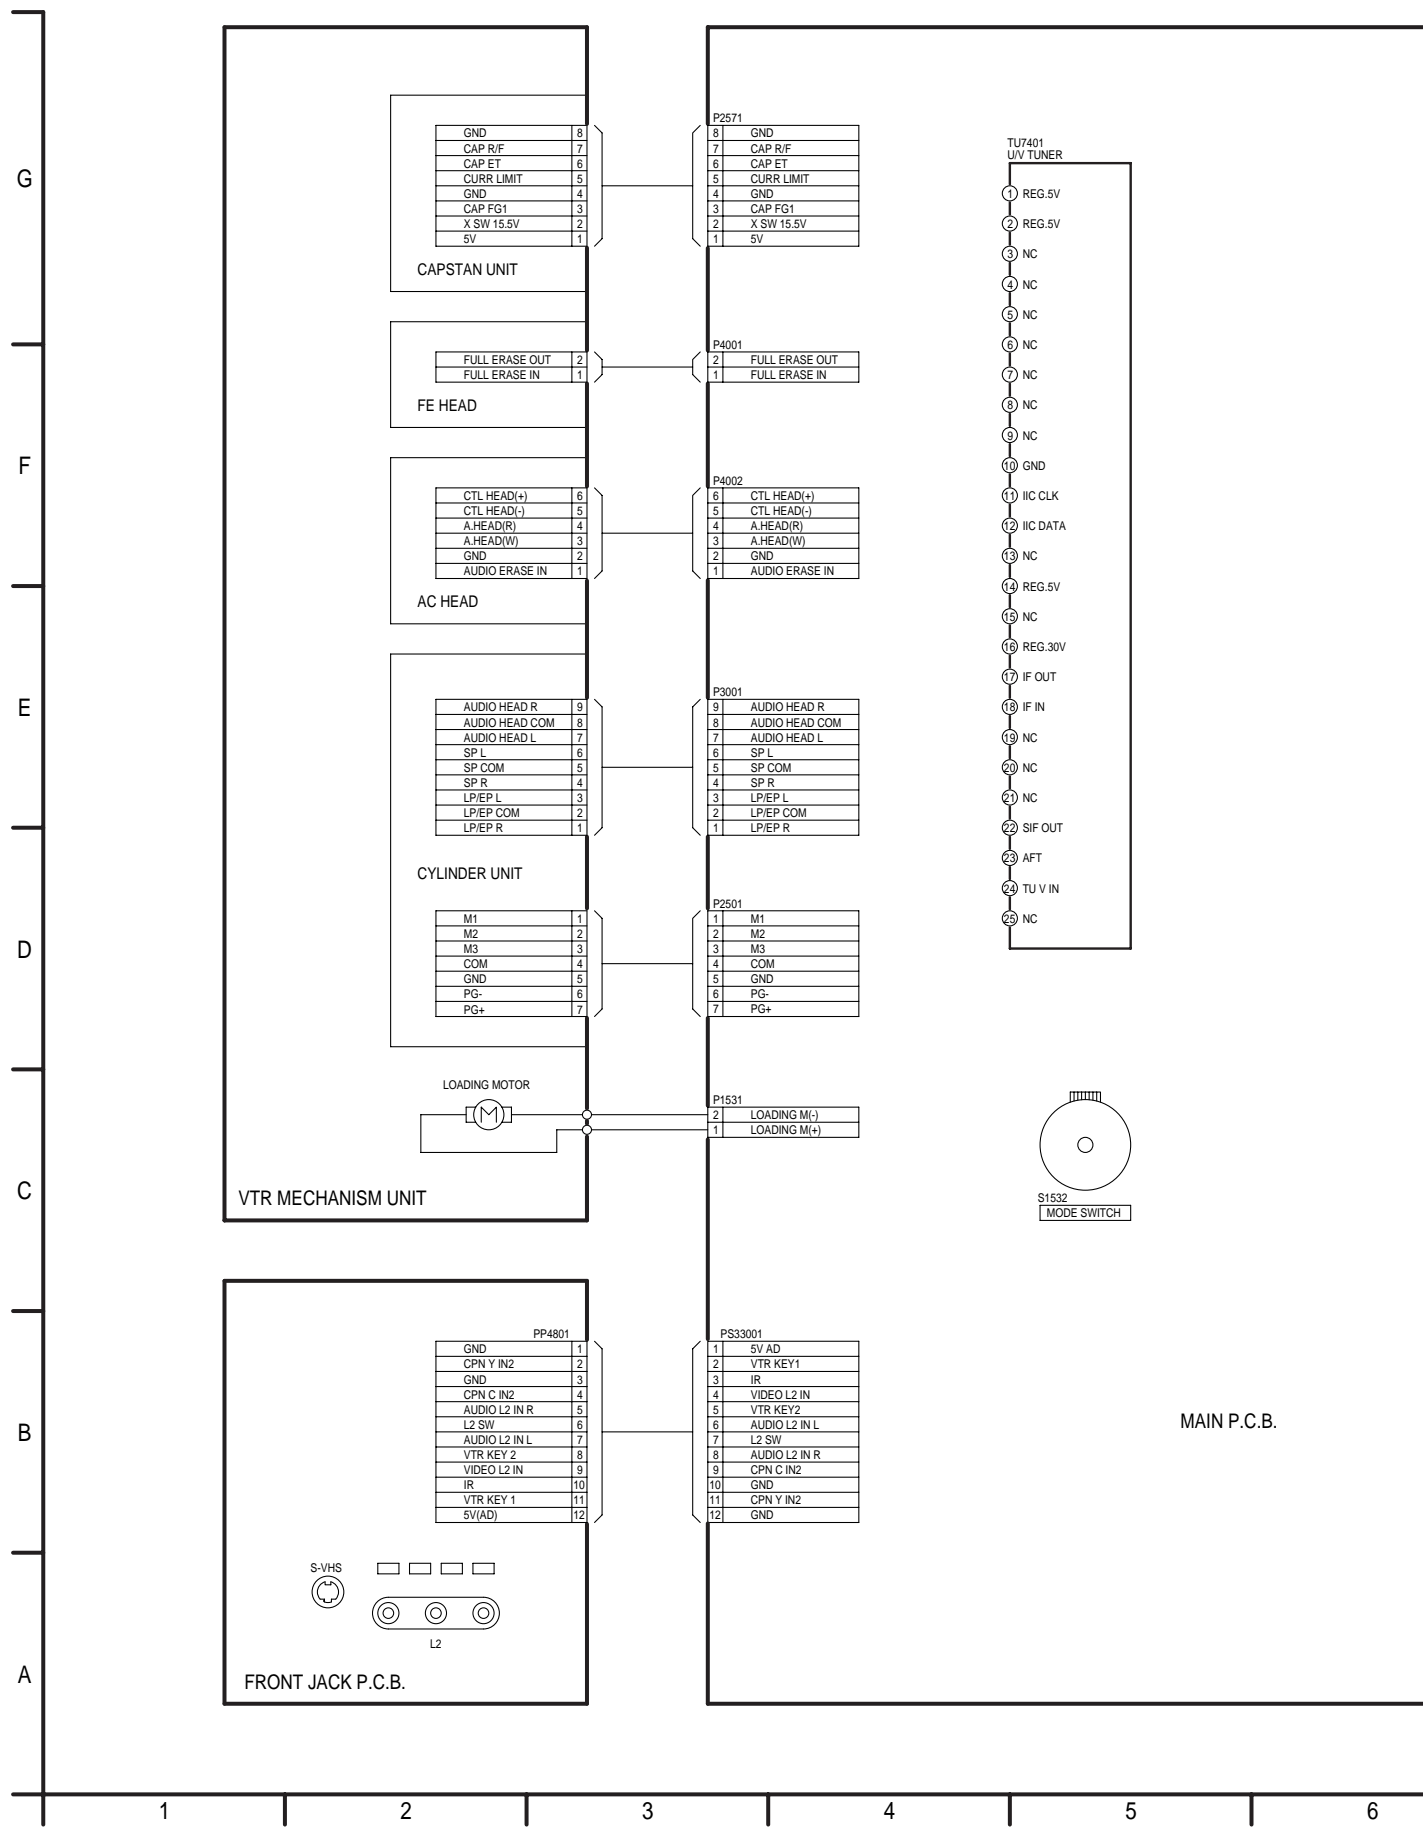 G
F
E
D
C
B
A
1
2
3
4
5
6
GND 8
CAP R/F 7
CAP ET 6
CURR LIMIT 5
GND 4
CAP FG1 3
X SW 15.5V 2
5V 1
CAPSTAN UNIT
FULL ERASE OUT 2
FULL ERASE IN 1
FE HEAD
CTL HEAD(+) 6
CTL HEAD(-) 5
A.HEAD(R) 4
A.HEAD(W) 3
GND 2
AUDIO ERASE IN 1
AC HEAD
AUDIO HEAD R 9
AUDIO HEAD COM 8
AUDIO HEAD L 7
SP L 6
SP COM 5
SP R 4
LP/EP L 3
LP/EP COM 2
LP/EP R 1
CYLINDER UNIT
M1 1
M2 2
M3 3
COM 4
GND 5
PG- 6
PG+ 7
LOADING MOTOR
M
VTR MECHANISM UNIT
P2571
8 GND
7 CAP R/F
6 CAP ET
5 CURR LIMIT
4 GND
3 CAP FG1
2 X SW 15.5V
1 5V
P4001
2 FULL ERASE OUT
1 FULL ERASE IN
P4002
6 CTL HEAD(+)
5 CTL HEAD(-)
4 A.HEAD(R)
3 A.HEAD(W)
2 GND
1 AUDIO ERASE IN
P3001
9 AUDIO HEAD R
8 AUDIO HEAD COM
7 AUDIO HEAD L
6 SP L
5 SP COM
4 SP R
3 LP/EP L
2 LP/EP COM
1 LP/EP R
P2501
1 M1
2 M2
3 M3
4 COM
5 GND
6 PG-
7 PG+
P1531
2 LOADING M(-)
1 LOADING M(+)
TU7401
U/V TUNER
1 REG.5V
2 REG.5V
3 NC
4 NC
5 NC
6 NC
7 NC
8 NC
9 NC
10 GND
11 IIC CLK
12 IIC DATA
13 NC
14 REG.5V
15 NC
16 REG.30V
17 IF OUT
18 IF IN
19 NC
20 NC
21 NC
22 SIF OUT
23 AFT
24 TU V IN
25 NC
S1532
MODE SWITCH
PP4801
GND 1
CPN Y IN2 2
GND 3
CPN C IN2 4
AUDIO L2 IN R 5
L2 SW 6
AUDIO L2 IN L 7
VTR KEY 2 8
VIDEO L2 IN 9
IR 10
VTR KEY 1 11
5V(AD) 12
S-VHS
L2
FRONT JACK P.C.B.
PS33001
1 5V AD
2 VTR KEY1
3 IR
4 VIDEO L2 IN
5 VTR KEY2
6 AUDIO L2 IN L
7 L2 SW
8 AUDIO L2 IN R
9 CPN C IN2
10 GND
11 CPN Y IN2
12 GND
MAIN P.C.B.